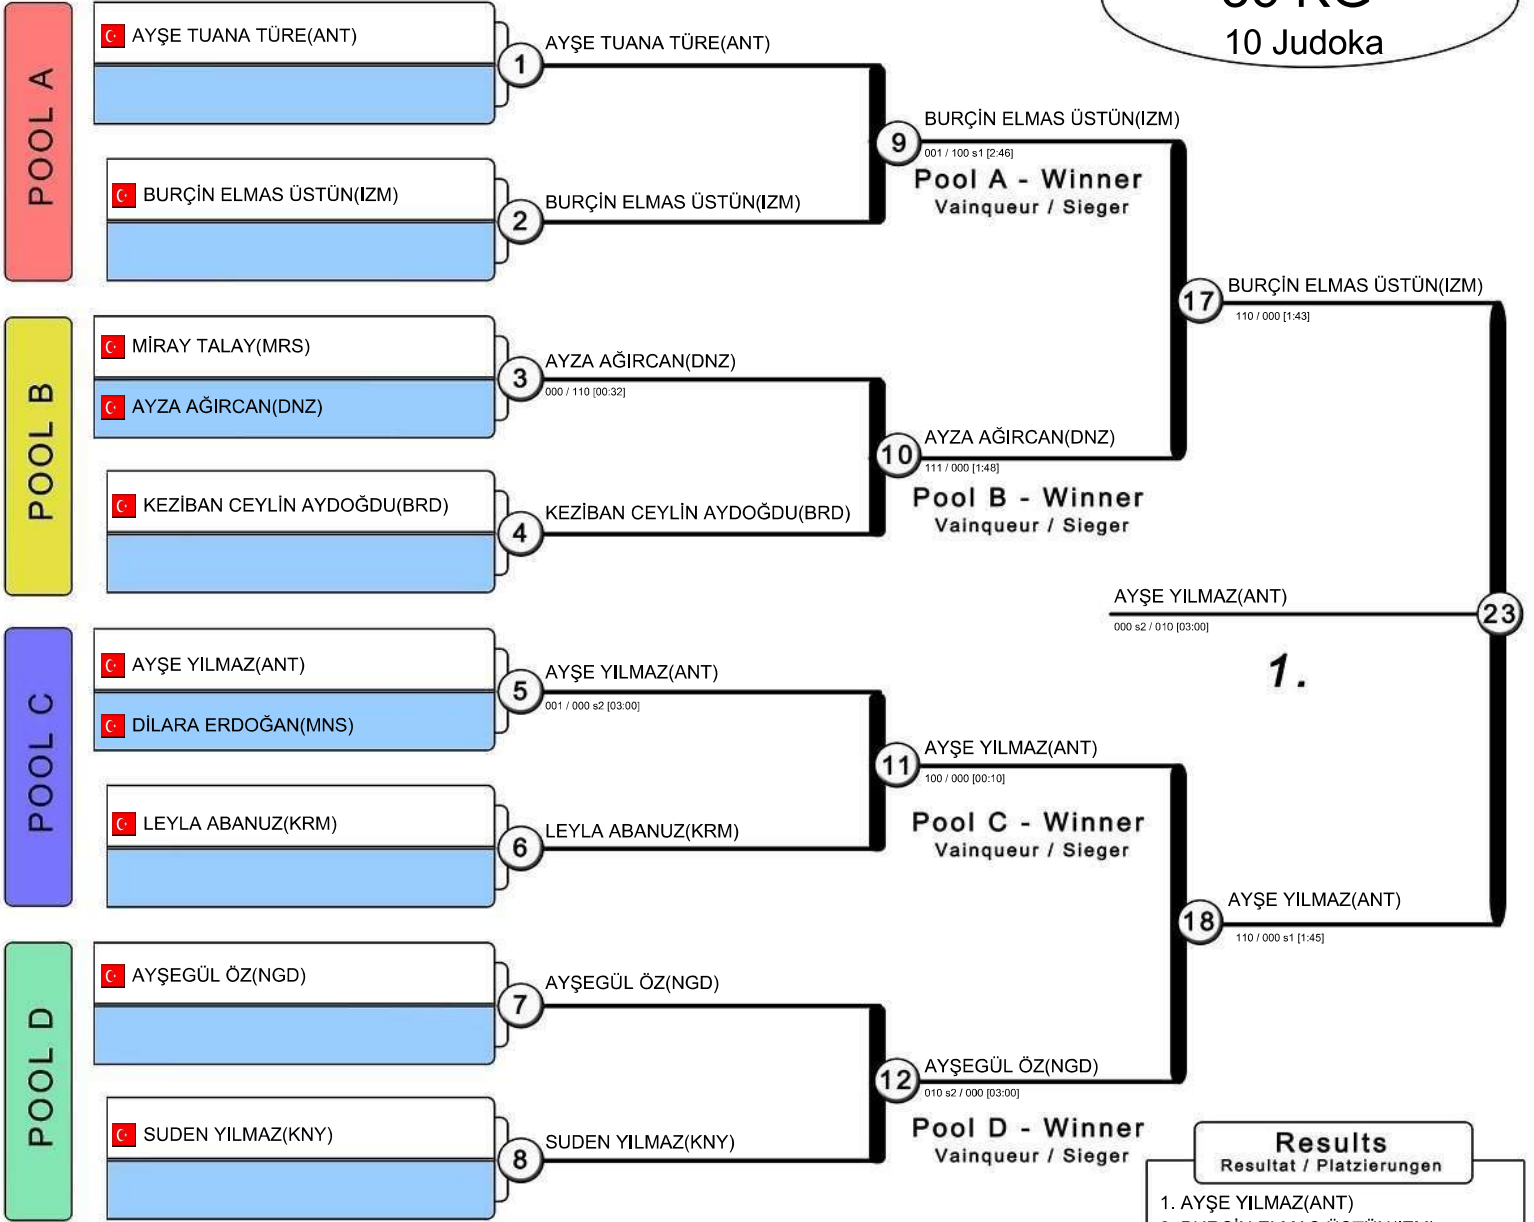 10 Judoka
POOL A
AYŞE TUANA TÜRE(ANT)
1
AYŞE TUANA TÜRE(ANT)
BURÇİN ELMAS ÜSTÜN(IZM)
2
BURÇİN ELMAS ÜSTÜN(IZM)
9
BURÇİN ELMAS ÜSTÜN(IZM)
001 / 100 s1 [2:46]
Pool A - Winner
Vainqueur / Sieger
POOL B
MİRAY TALAY(MRS)
AYZA AĞIRCAN(DNZ)
3
AYZA AĞIRCAN(DNZ)
000 / 110 [00:32]
KEZİBAN CEYLİN AYDOĞDU(BRD)
4
KEZİBAN CEYLİN AYDOĞDU(BRD)
10
AYZA AĞIRCAN(DNZ)
111 / 000 [1:48]
Pool B - Winner
Vainqueur / Sieger
17
BURÇİN ELMAS ÜSTÜN(IZM)
110 / 000 [1:43]
POOL C
AYŞE YILMAZ(ANT)
DİLARA ERDOĞAN(MNS)
5
AYŞE YILMAZ(ANT)
001 / 000 s2 [03:00]
LEYLA ABANUZ(KRM)
6
LEYLA ABANUZ(KRM)
11
AYŞE YILMAZ(ANT)
100 / 000 [00:10]
Pool C - Winner
Vainqueur / Sieger
POOL D
AYŞEGÜL ÖZ(NGD)
7
AYŞEGÜL ÖZ(NGD)
SUDEN YILMAZ(KNY)
8
SUDEN YILMAZ(KNY)
12
AYŞEGÜL ÖZ(NGD)
010 s2 / 000 [03:00]
Pool D - Winner
Vainqueur / Sieger
18
AYŞE YILMAZ(ANT)
110 / 000 s1 [1:45]
23
AYŞE YILMAZ(ANT)
000 s2 / 010 [03:00]
1.
Results
Resultat / Platzierungen
1. AYŞE YILMAZ(ANT)